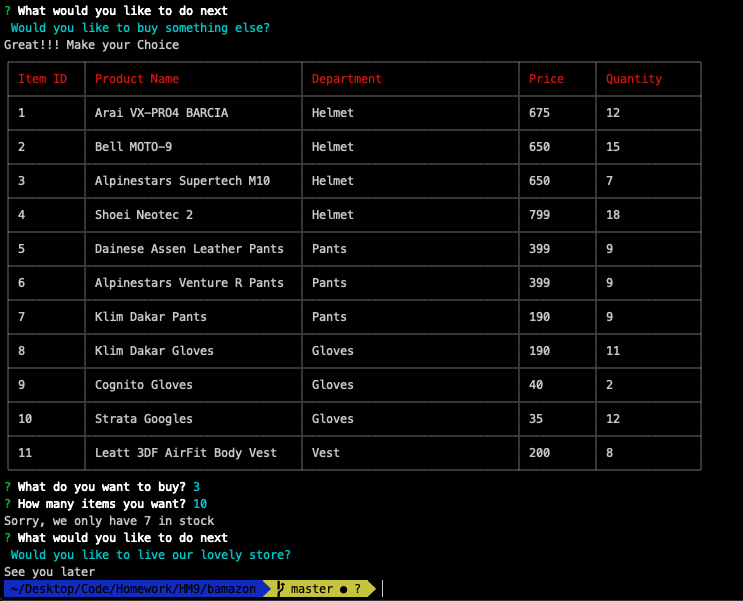 ? What would you like to do next
Would you like to buy something else?
Great!!! Make your Choice
Item ID Product Name Department Price Quantity
1 Arai VX-PRO4 BARCIA Helmet 675 12
2 Bell MOTO-9 Helmet 650 15
3 Alpinestars Supertech M10 Helmet 650 7
4 Shoei Neotec 2 Helmet 799 18
5 Dainese Assen Leather Pants Pants 399 9
6 Alpinestars Venture R Pants Pants 399 9
7 Klim Dakar Pants Pants 190 9
8 Klim Dakar Gloves Gloves 190 11
9 Cognito Gloves Gloves 40 2
10 Strata Googles Gloves 35 12
11 Leatt 3DF AirFit Body Vest Vest 200 8
? What do you want to buy? 3
? How many items you want? 10
Sorry, we only have 7 in stock
? What would you like to do next
Would you like to live our lovely store?
See you later
~/Desktop/Code/Homework/HM9/bamazon master ● ?